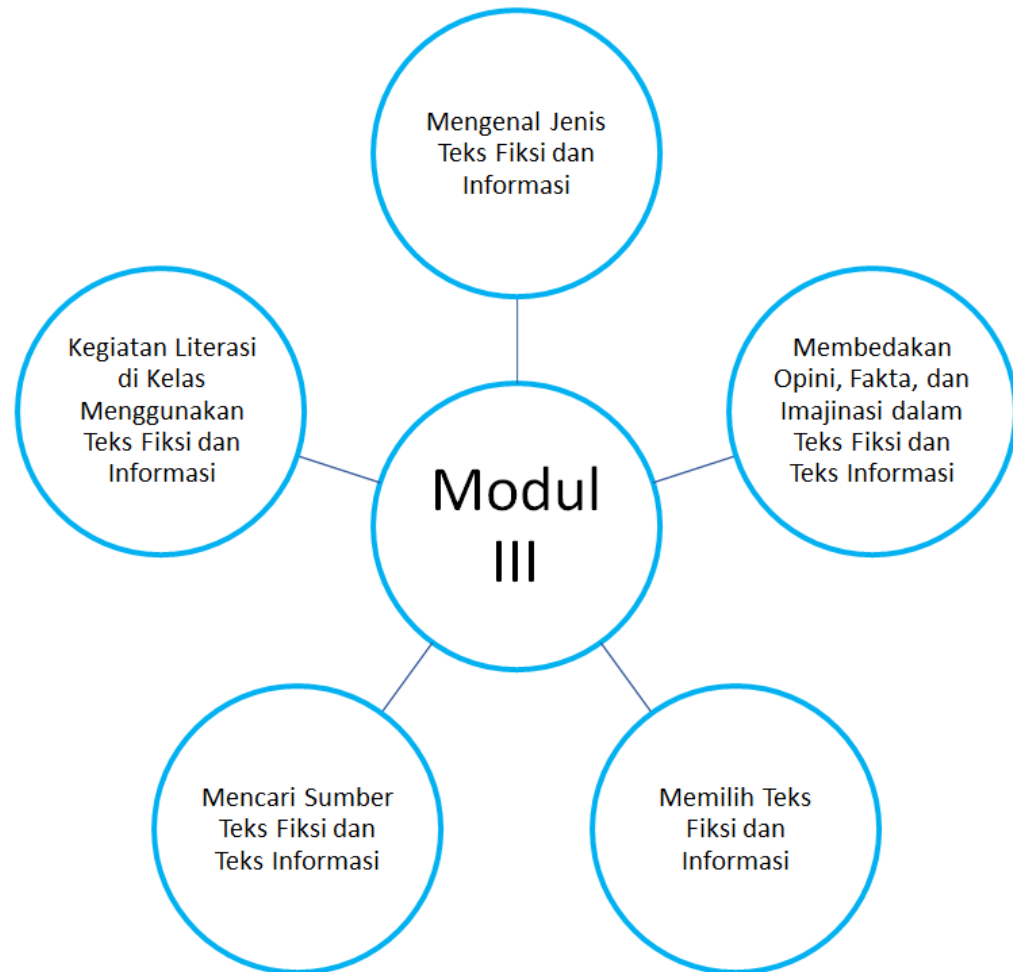 Mengenal Jenis
Teks Fiksi dan
Informasi
Membedakan
Opini, Fakta, dan
Imajinasi dalam
Teks Fiksi dan
Teks Informasi
Memilih Teks
Fiksi dan
Informasi
Mencari Sumber
Teks Fiksi dan
Teks Informasi
Kegiatan Literasi
di Kelas
Menggunakan
Teks Fiksi dan
Informasi
Modul
III